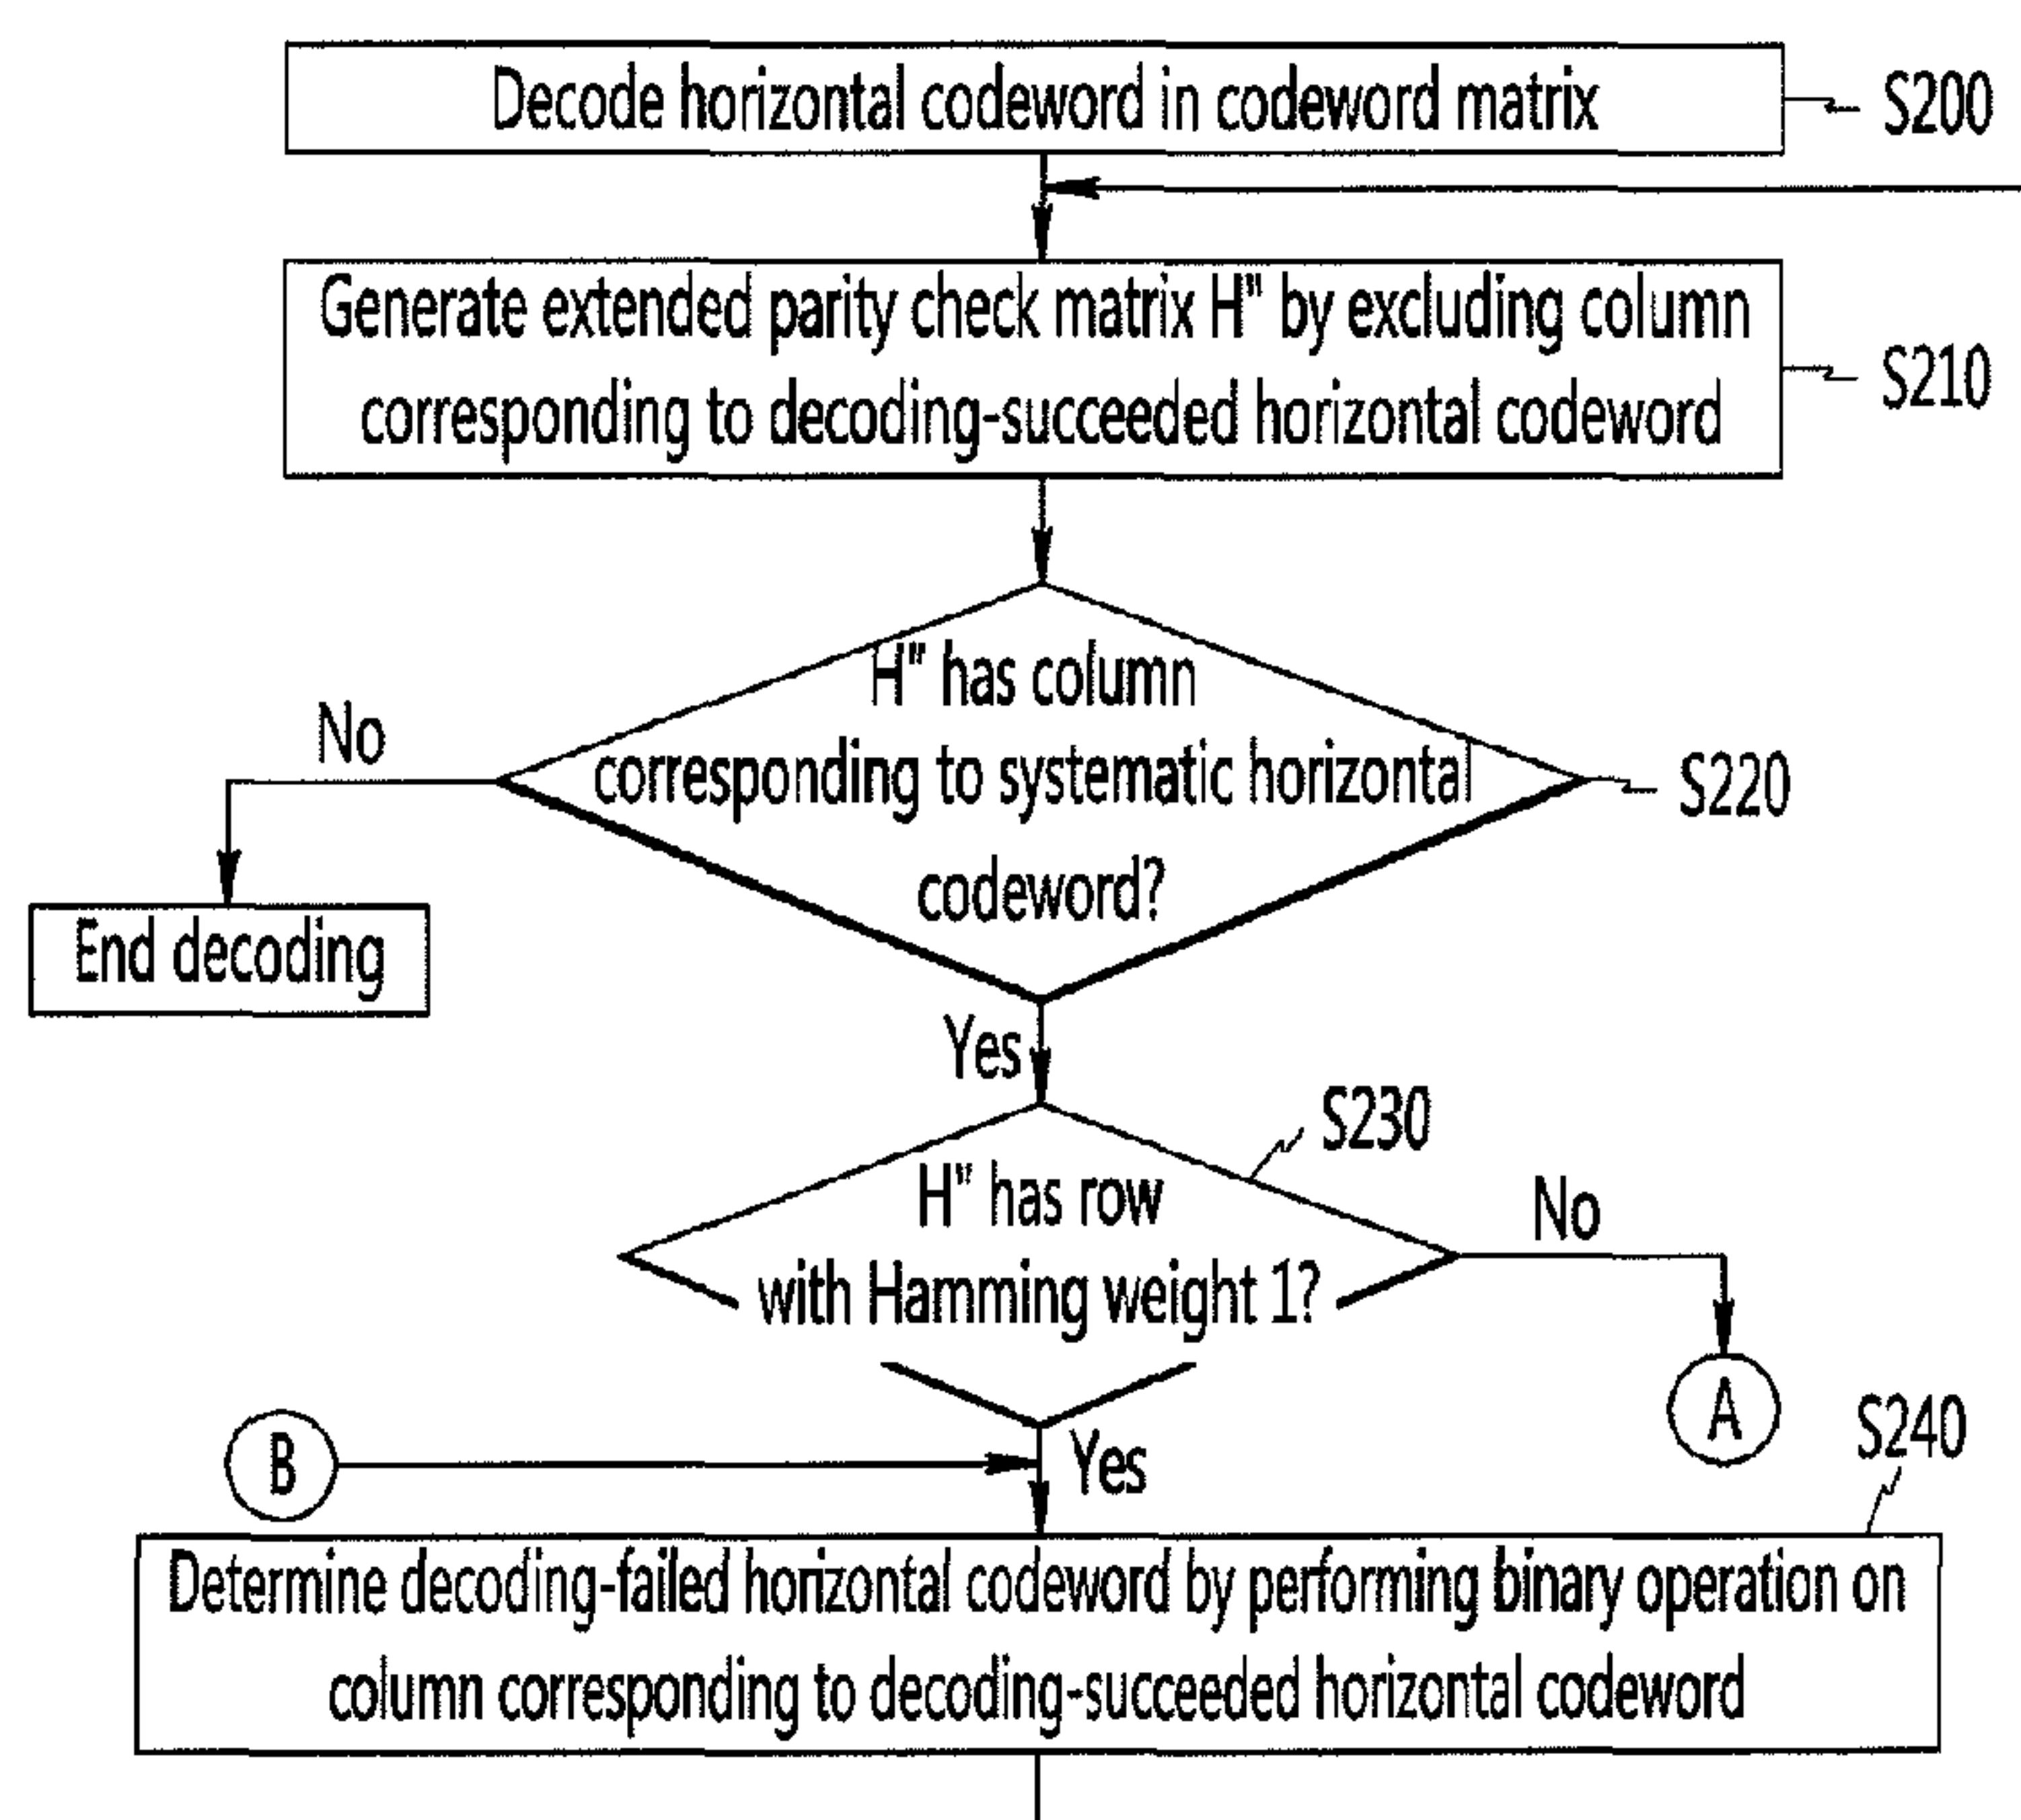 Decode horizontal codeword in codeword matrix
S200
Generate extended parity check matrix H" by excluding column
corresponding to decoding-succeeded horizontal codeword
S210
H" has column
corresponding to systematic horizontal
codeword?
S220
No
End decoding
Yes
S230
H" has row
with Hamming weight 1?
No
A
B
Yes
S240
Determine decoding-failed horizontal codeword by performing binary operation on
column corresponding to decoding-succeeded horizontal codeword